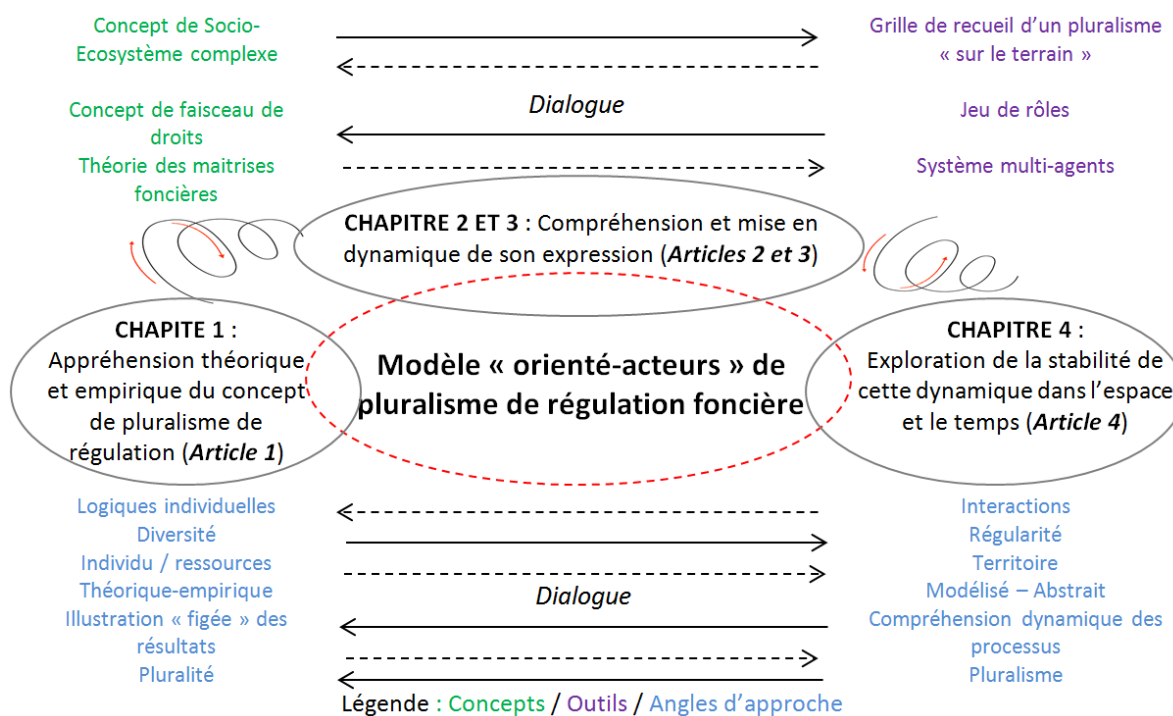 Concept de Socio-
Ecosystème complexe
Grille de recueil d’un pluralisme
« sur le terrain »
Dialogue
Concept de faisceau de
droits
Théorie des maitrises
foncières
Jeu de rôles
Système multi-agents
CHAPITRE 2 ET 3 : Compréhension et mise en
dynamique de son expression (Articles 2 et 3)
CHAPITE 1 :
Appréhension théorique
et empirique du concept
de pluralisme de
régulation (Article 1)
Modèle « orienté-acteurs » de
pluralisme de régulation foncière
CHAPITRE 4 :
Exploration de la stabilité de
cette dynamique dans l’espace
et le temps (Article 4)
Logiques individuelles
Diversité
Individu / ressources
Théorique-empirique
Illustration « figée » des
résultats
Pluralité
Dialogue
Interactions
Régularité
Territoire
Modélisé – Abstrait
Compréhension dynamique des
processus
Pluralisme
Légende : Concepts / Outils / Angles d’approche